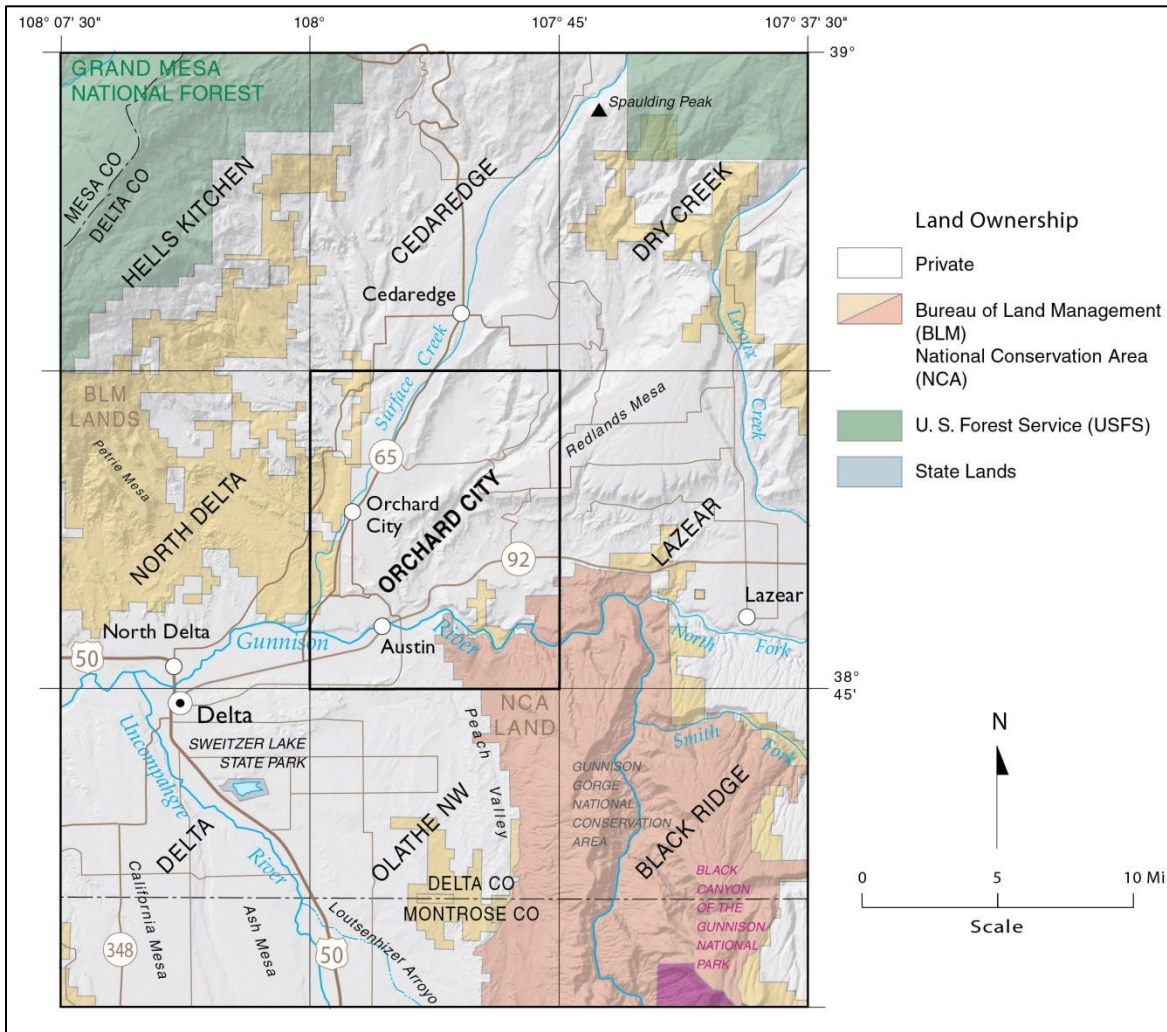 108° 07' 30"
108°
107° 45'
107° 37' 30"
39°
GRAND MESA
NATIONAL FOREST
Spaulding Peak
MESA CO
DELTA CO
HELLS KITCHEN
CEDAREDGE
DRY CREEK
Cedaredge
Surface Creek
Leroux
Creek
BLM
LANDS
Petrie Mesa
Redlands Mesa
65
NORTH DELTA
Orchard
City
ORCHARD CITY
92
LAZEAR
Lazear
North Delta
50
Gunnison
River
Austin
North
Fork
38°
45'
Delta
NCA
LAND
Peach
Valley
Smith
Fork
SWEITZER LAKE
STATE PARK
Uncompahgre
River
GUNNISON
GORGE
NATIONAL
CONSERVATION
AREA
DELTA
OLATHE NW
BLACK RIDGE
DELTA CO
MONTROSE CO
BLACK
CANYON
OF THE
GUNNISON
NATIONAL
PARK
California Mesa
Ash Mesa
Loutsenhizer Arroyo
348
50
Land Ownership
Private
Bureau of Land Management
(BLM)
National Conservation Area
(NCA)
U. S. Forest Service (USFS)
State Lands
N
0
5
10 Mi
Scale